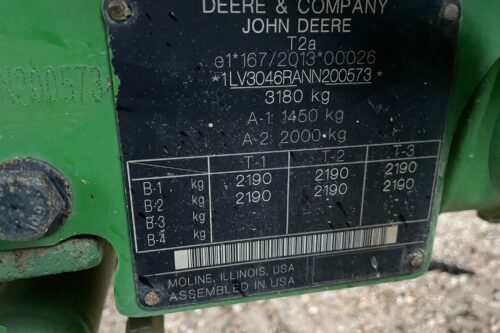 DEERE & COMPANY
JOHN DEERE
T2a
e1*167/2013*00026
*1LV3046RANN200573*
3180 kg
A-1: 1450 kg
A-2: 2000 kg
T-1 T-2 T-3
B-1 kg 2190 2190 2190
B-2 kg 2190 2190 2190
B-3 kg
B-4 kg
MOLINE, ILLINOIS, USA
ASSEMBLED IN USA
N200573